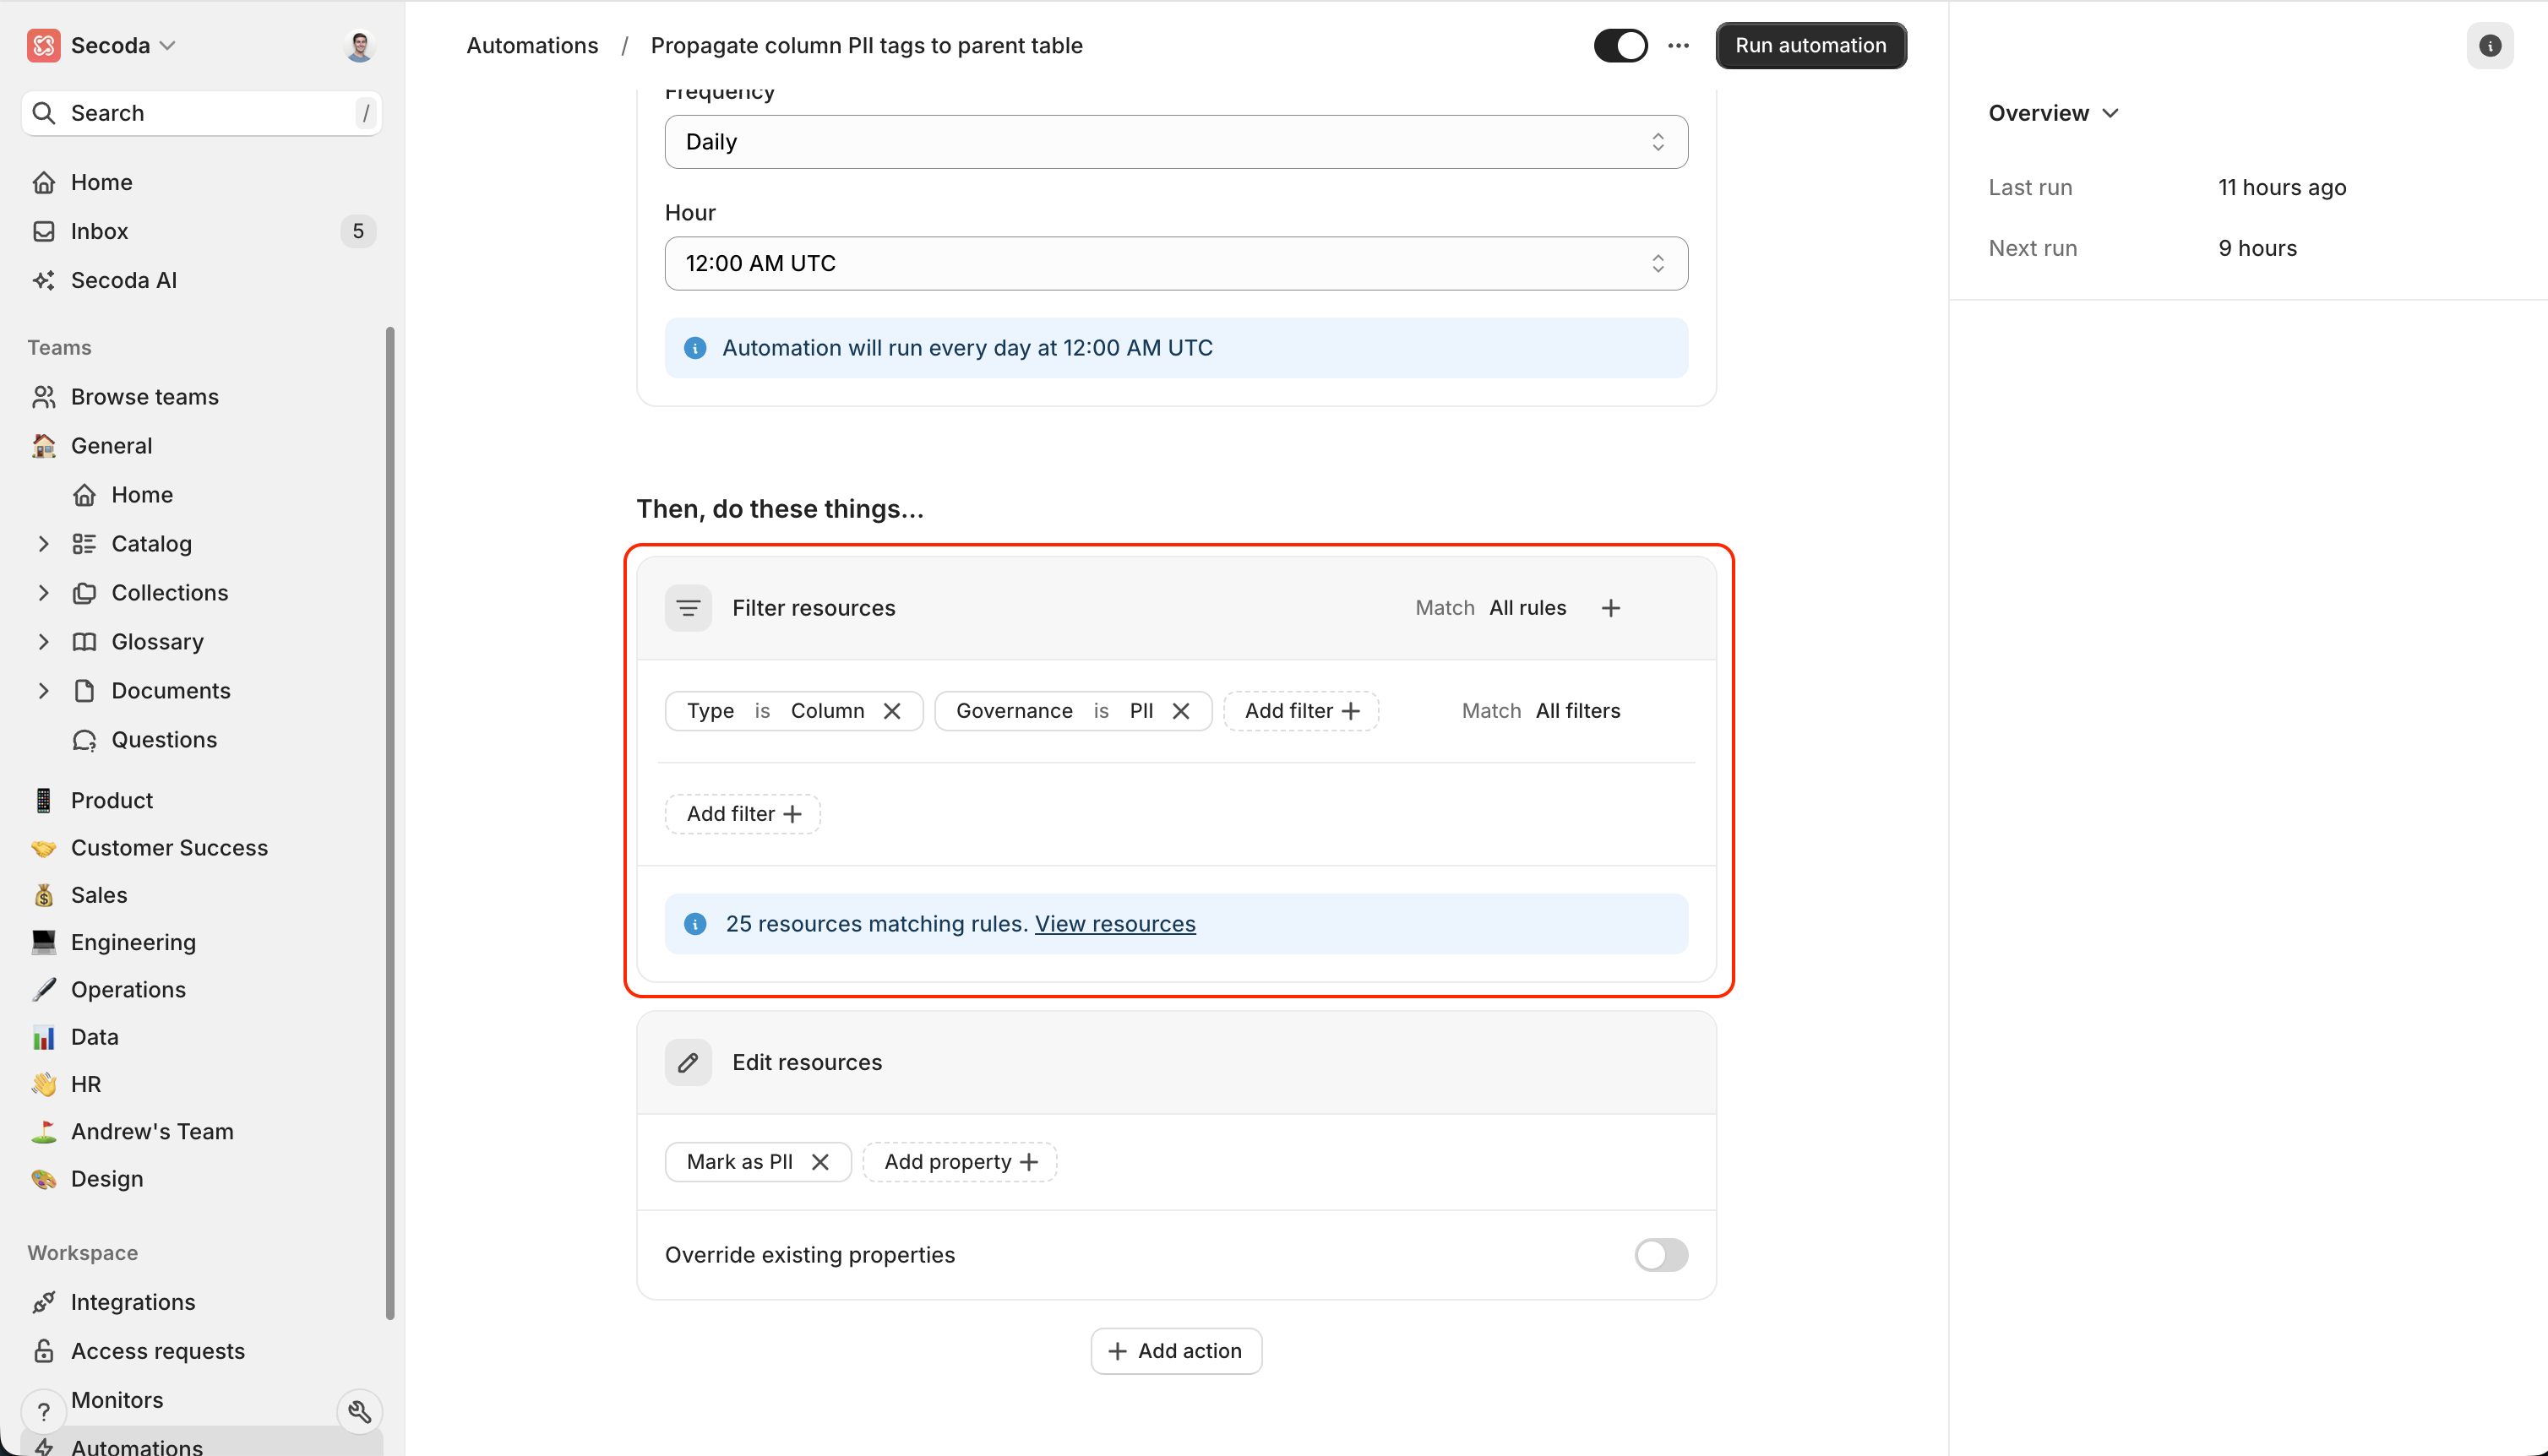 Secoda
Search
/
Home
Inbox
5
Secoda AI
Teams
Browse teams
General
Home
Catalog
Collections
Glossary
Documents
Questions
Product
Customer Success
Sales
Engineering
Operations
Data
HR
Andrew's Team
Design
Workspace
Integrations
Access requests
Monitors
?
Automations
Automations / Propagate column PII tags to parent table
Run automation
Frequency
Daily
Hour
12:00 AM UTC
Automation will run every day at 12:00 AM UTC
Then, do these things...
Filter resources
Match All rules
Type is Column
Governance is PII
Add filter
Match All filters
Add filter
25 resources matching rules. View resources
Edit resources
Mark as PII
Add property
Override existing properties
Add action
Overview
Last run 11 hours ago
Next run 9 hours